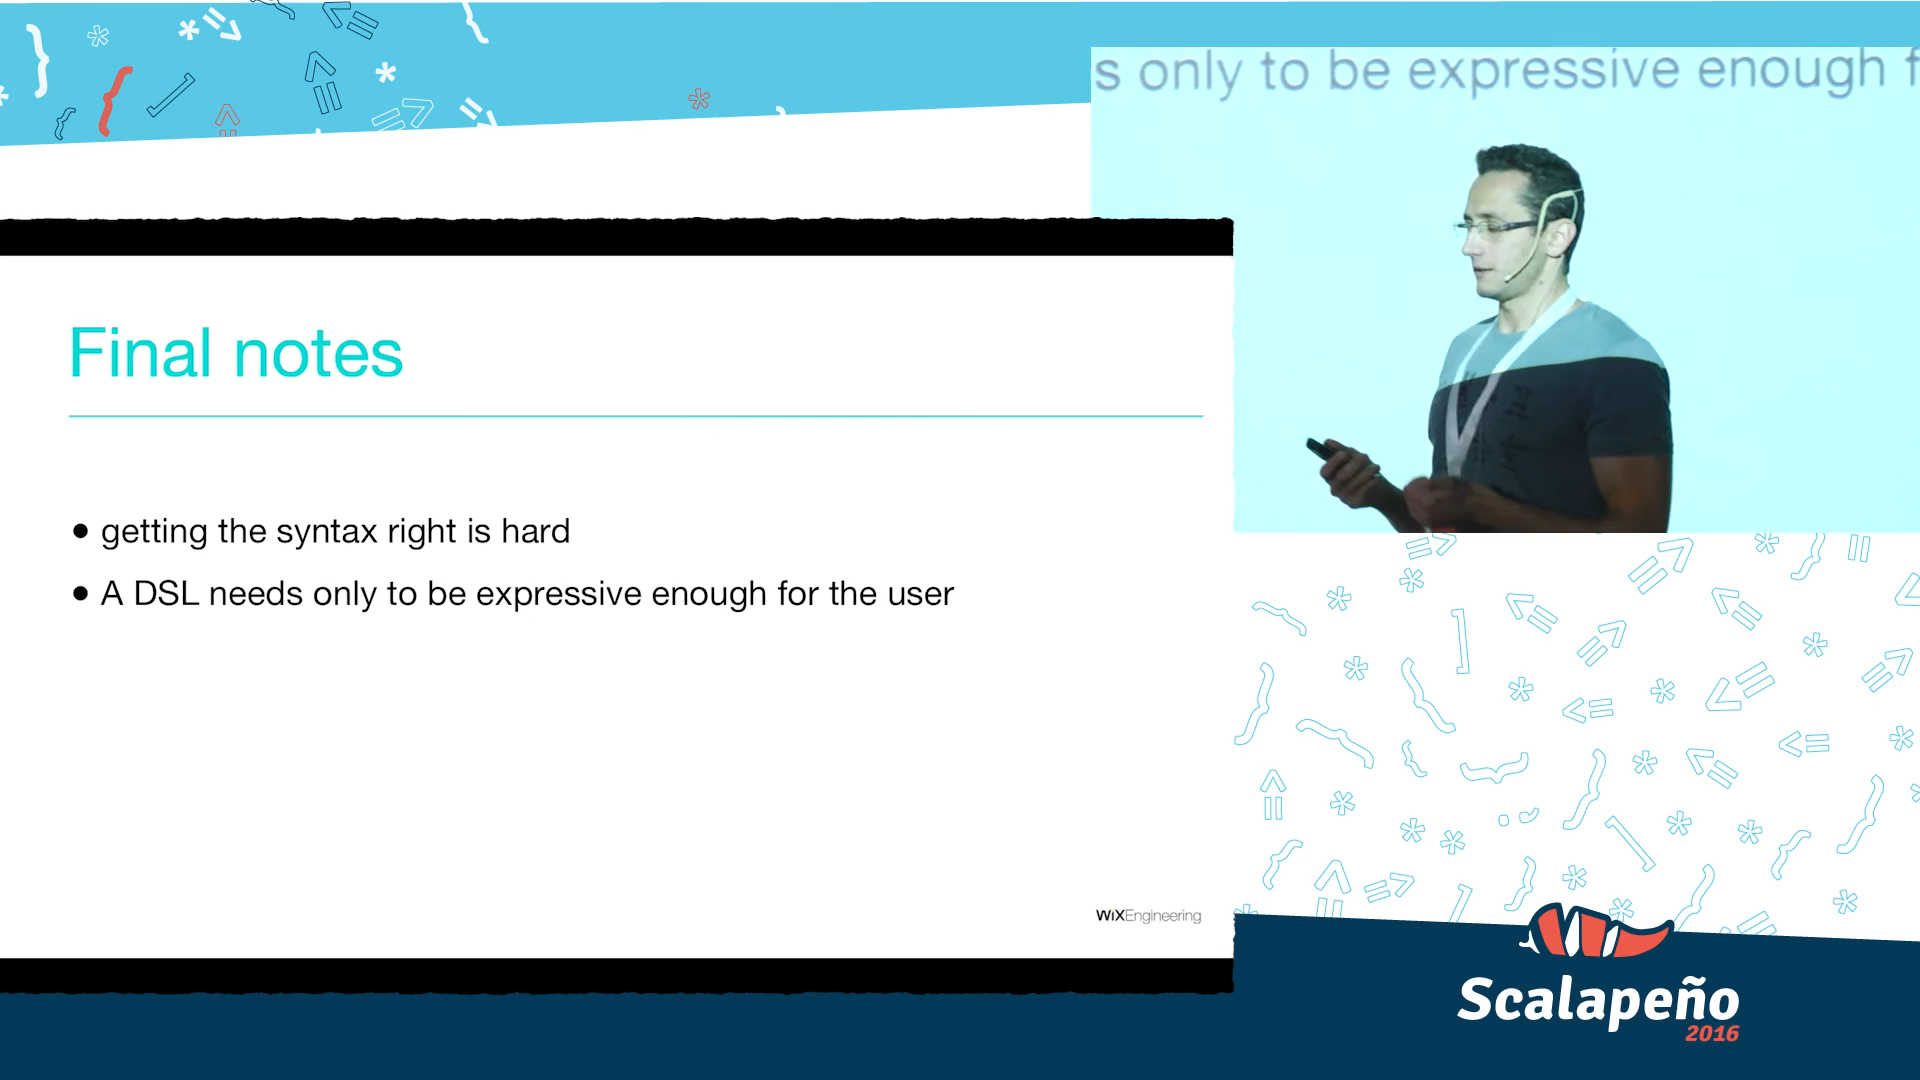 s only to be expressive enough f
Final notes
● getting the syntax right is hard
● A DSL needs only to be expressive enough for the user
WiXEngineering
Scalapeño
2016